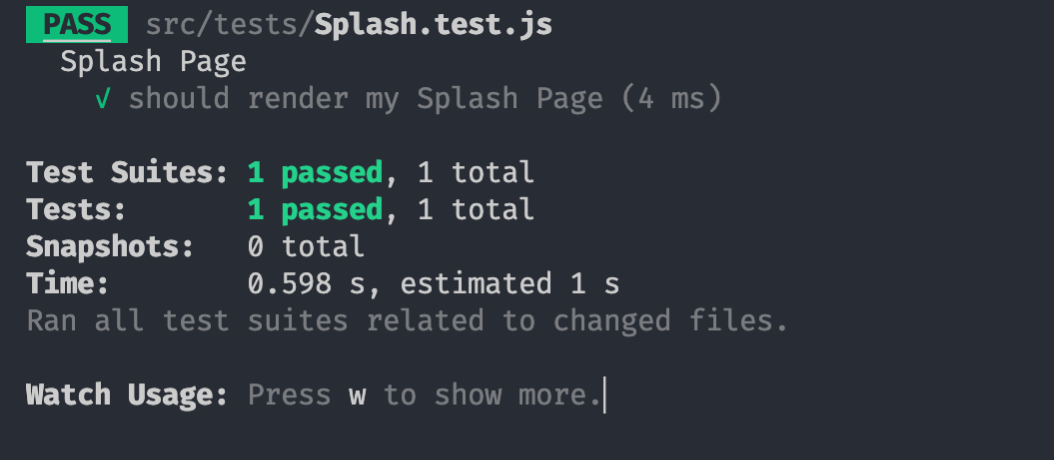 PASS src/tests/Splash.test.js
Splash Page
√ should render my Splash Page (4 ms)
Test Suites: 1 passed, 1 total
Tests: 1 passed, 1 total
Snapshots: 0 total
Time: 0.598 s, estimated 1 s
Ran all test suites related to changed files.
Watch Usage: Press w to show more.